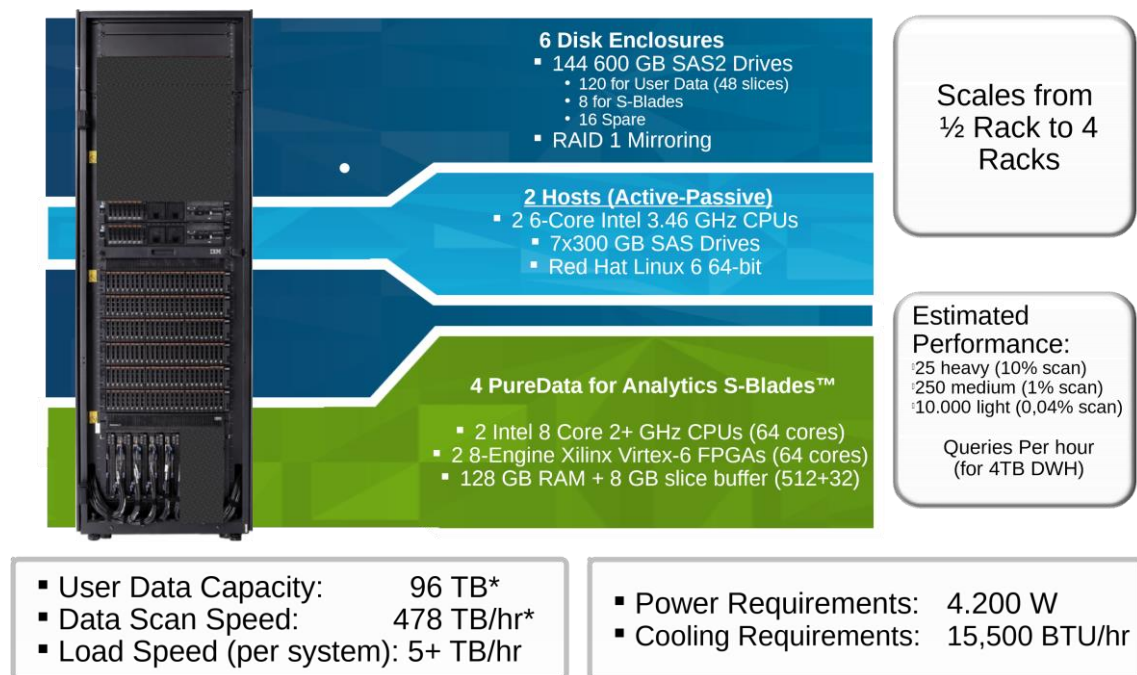 6 Disk Enclosures
▪ 144 600 GB SAS2 Drives
• 120 for User Data (48 slices)
• 8 for S-Blades
• 16 Spare
▪ RAID 1 Mirroring
2 Hosts (Active-Passive)
▪ 2 6-Core Intel 3.46 GHz CPUs
▪ 7x300 GB SAS Drives
▪ Red Hat Linux 6 64-bit
4 PureData for Analytics S-Blades™
▪ 2 Intel 8 Core 2+ GHz CPUs (64 cores)
▪ 2 8-Engine Xilinx Virtex-6 FPGAs (64 cores)
▪ 128 GB RAM + 8 GB slice buffer (512+32)
Scales from
½ Rack to 4
Racks
Estimated
Performance:
25 heavy (10% scan)
250 medium (1% scan)
10.000 light (0,04% scan)
Queries Per hour
(for 4TB DWH)
▪ User Data Capacity: 96 TB*
▪ Data Scan Speed: 478 TB/hr*
▪ Load Speed (per system): 5+ TB/hr
▪ Power Requirements: 4.200 W
▪ Cooling Requirements: 15,500 BTU/hr